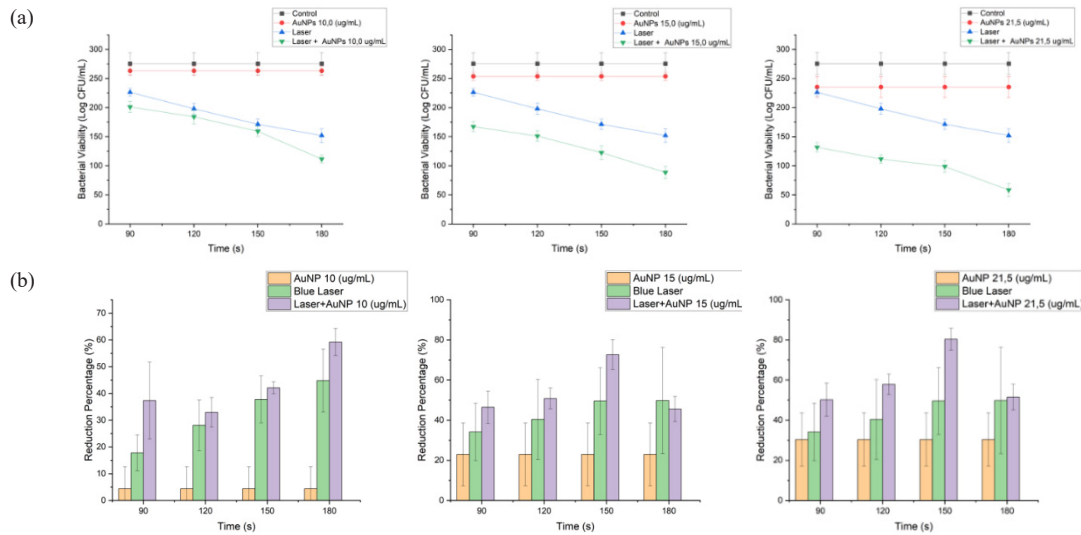 (a)
Control
AuNPs 10,0 (ug/mL)
Laser
Laser + AuNPs 10,0 ug/mL
Bacterial Viability (Log CFU/mL)
300
250
200
150
100
50
0
90 120 150 180
Time (s)
Control
AuNPs 15,0 (ug/mL)
Laser
Laser + AuNPs 15,0 ug/mL
Bacterial Viability (Log CFU/mL)
300
250
200
150
100
50
0
90 120 150 180
Time (s)
Control
AuNPs 21,5 (ug/mL)
Laser
Laser + AuNPs 21,5 ug/mL
Bacterial Viability (Log CFU/mL)
300
250
200
150
100
50
0
90 120 150 180
Time (s)
(b)
AuNP 10 (ug/mL)
Blue Laser
Laser+AuNP 10 (ug/mL)
Reduction Percentage (%)
70
60
50
40
30
20
10
0
90 120 150 180
Time (s)
AuNP 15 (ug/mL)
Blue Laser
Laser+AuNP 15 (ug/mL)
Reduction Percentage (%)
100
80
60
40
20
0
90 120 150 180
Time (s)
AuNP 21,5 (ug/mL)
Blue Laser
Laser+AuNP 21,5 (ug/mL)
Reduction Percentage (%)
100
80
60
40
20
0
90 120 150 180
Time (s)